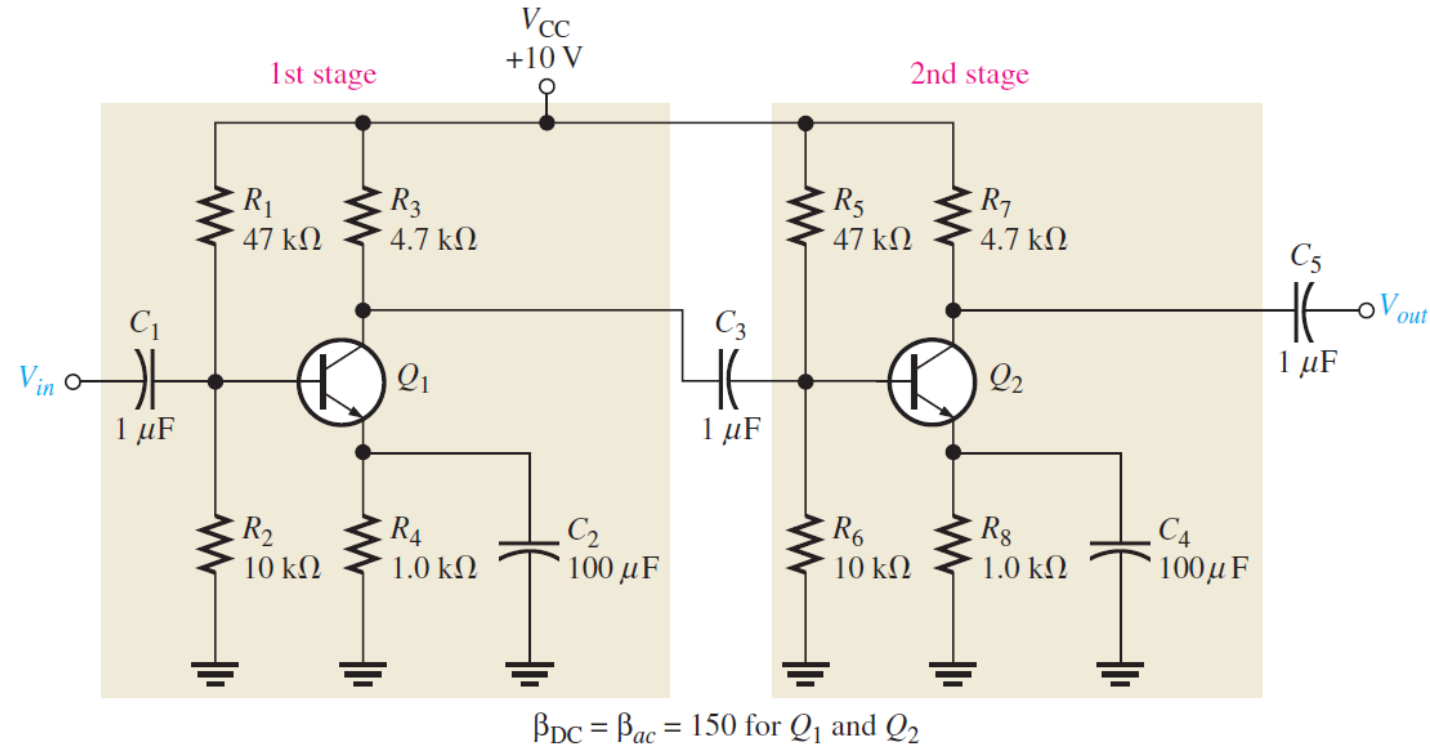 V_CC
+10 V
1st stage
2nd stage
R_1
47 kΩ
R_3
4.7 kΩ
R_5
47 kΩ
R_7
4.7 kΩ
C_5
V_out
1 μF
C_1
V_in
1 μF
Q_1
C_3
1 μF
Q_2
R_2
10 kΩ
R_4
1.0 kΩ
C_2
100 μF
R_6
10 kΩ
R_8
1.0 kΩ
C_4
100 μF
β_DC = β_ac = 150 for Q_1 and Q_2